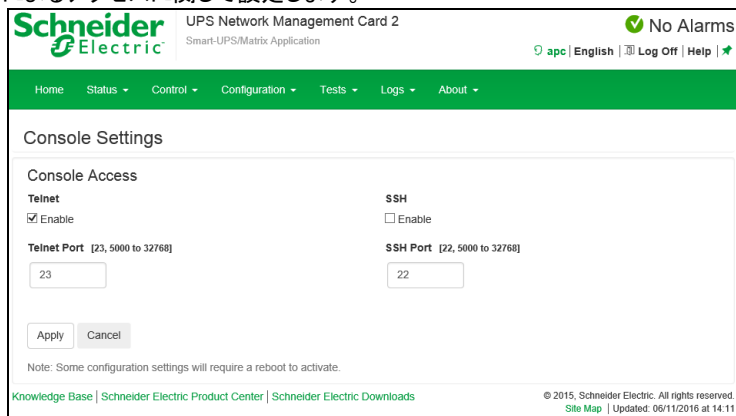 Schneider Electric
UPS Network Management Card 2
Smart-UPS/Matrix Application
No Alarms
apc | English | Log Off | Help |
Home Status Control Configuration Tests Logs About
Console Settings
Console Access
Telnet
Enable
Telnet Port [23, 5000 to 32768]
23
SSH
Enable
SSH Port [22, 5000 to 32768]
22
Apply Cancel
Note: Some configuration settings will require a reboot to activate.
Knowledge Base | Schneider Electric Product Center | Schneider Electric Downloads
© 2015, Schneider Electric. All rights reserved.
Site Map | Updated: 06/11/2016 at 14:11